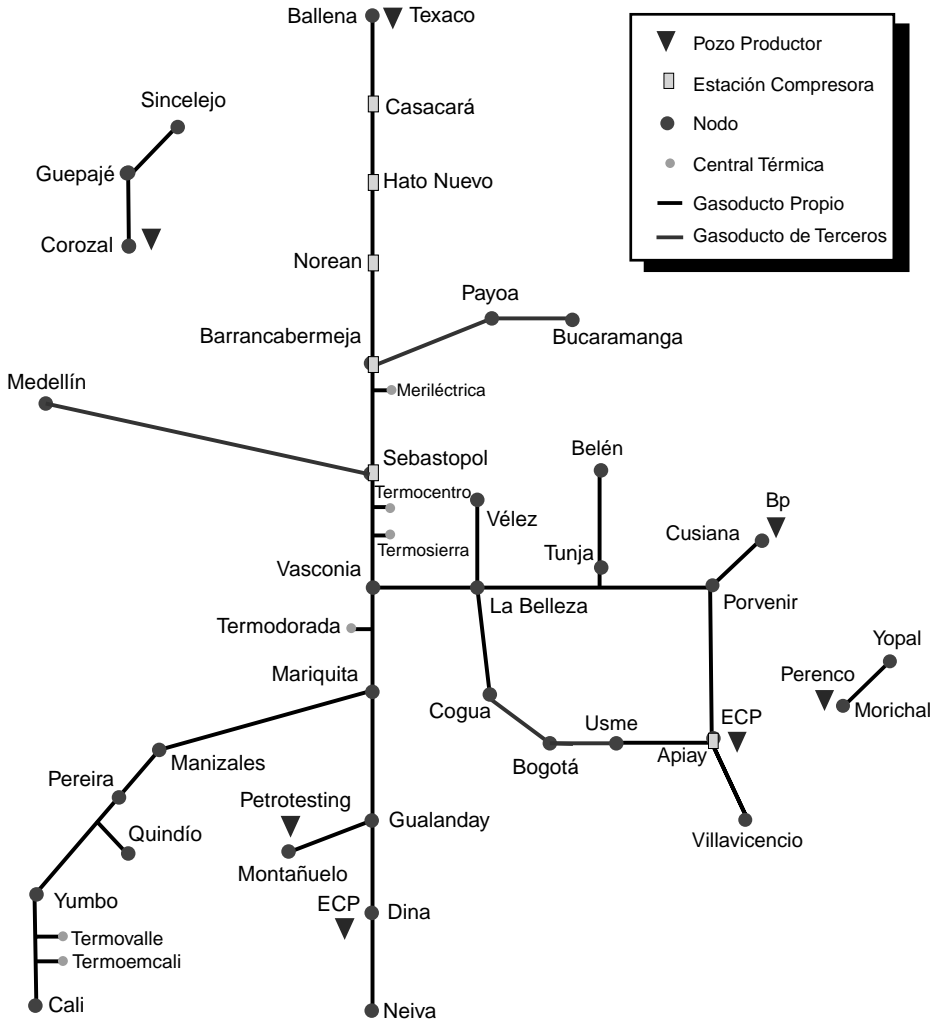 Ballena
Texaco
Pozo Productor
Estación Compresora
Nodo
Central Térmica
Gasoducto Propio
Gasoducto de Terceros
Sincelejo
Casacará
Guepajé
Hato Nuevo
Corozal
Norean
Payoa
Barrancabermeja
Bucaramanga
Medellín
Meriléctrica
Sebastopol
Belén
Termocentro
Vélez
Bp
Cusiana
Termosierra
Tunja
Vasconia
La Belleza
Porvenir
Termodorada
Yopal
Mariquita
Perenco
Cogua
Morichal
Usme
ECP
Manizales
Bogotá
Apiay
Pereira
Petrotesting
Quindío
Gualanday
Villavicencio
Montañuelo
Yumbo
ECP
Dina
Termovalle
Termoemcali
Cali
Neiva